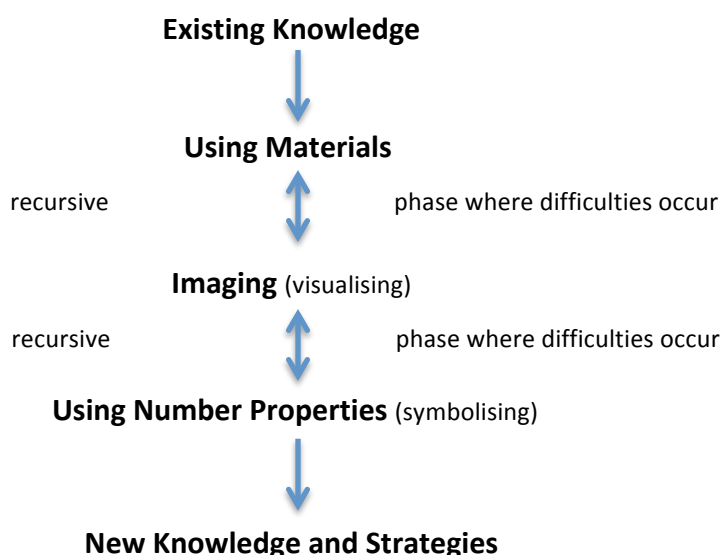 Existing Knowledge
Using Materials
recursive phase where difficulties occur
Imaging (visualising)
recursive phase where difficulties occur
Using Number Properties (symbolising)
New Knowledge and Strategies